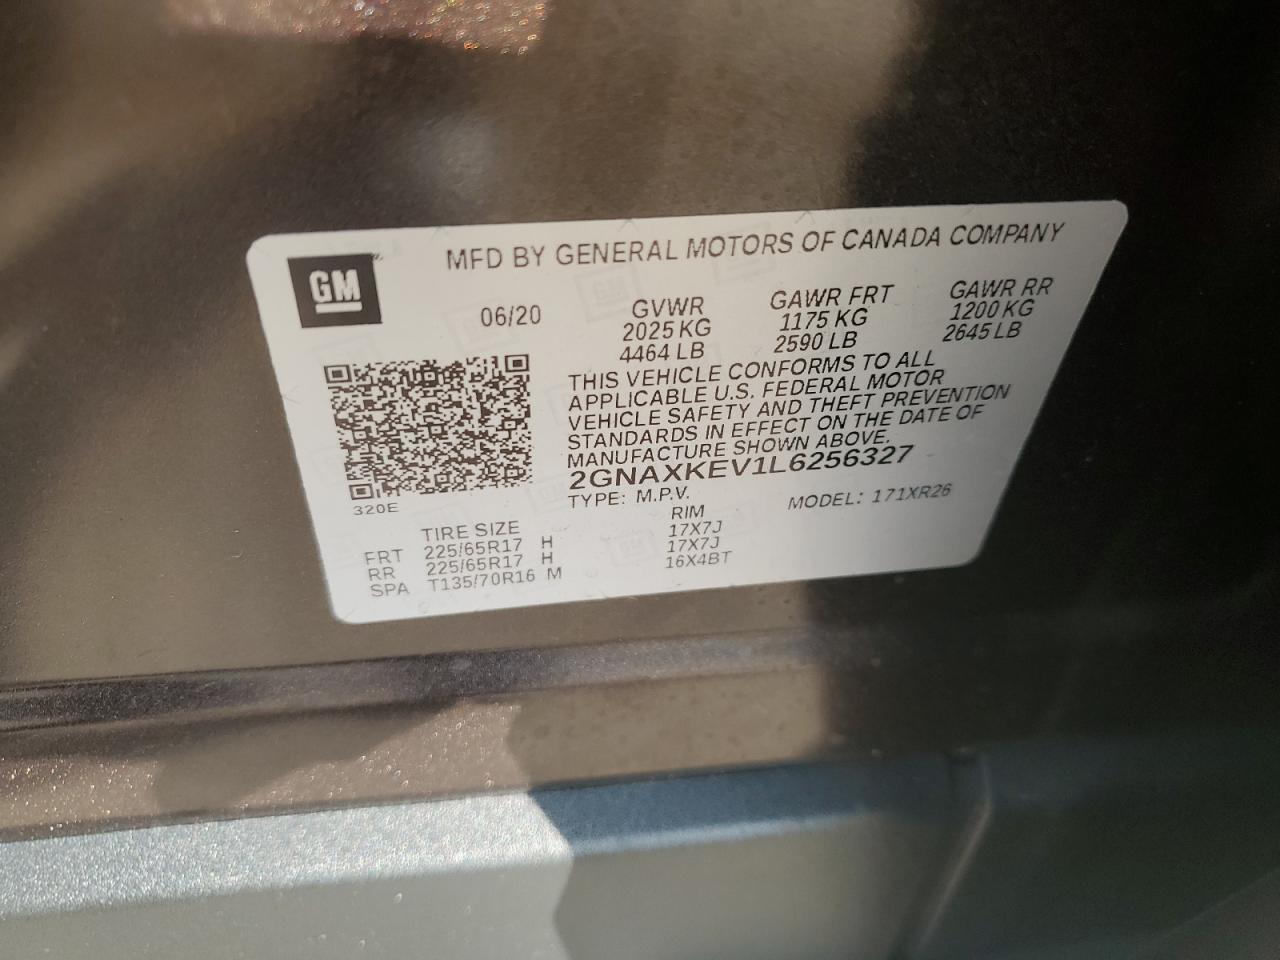 GM
MFD BY GENERAL MOTORS OF CANADA COMPANY
06/20
GVWR
2025 KG
4464 LB
GAWR FRT
1175 KG
2590 LB
GAWR RR
1200 KG
2645 LB
THIS VEHICLE CONFORMS TO ALL
APPLICABLE U.S. FEDERAL MOTOR
VEHICLE SAFETY AND THEFT PREVENTION
STANDARDS IN EFFECT ON THE DATE OF
MANUFACTURE SHOWN ABOVE.
2GNAXKEV1L6256327
TYPE: M.P.V. MODEL: 171XR26
320E
TIRE SIZE RIM
FRT 225/65R17 H 17X7J
RR 225/65R17 H 17X7J
SPA T135/70R16 M 16X4BT